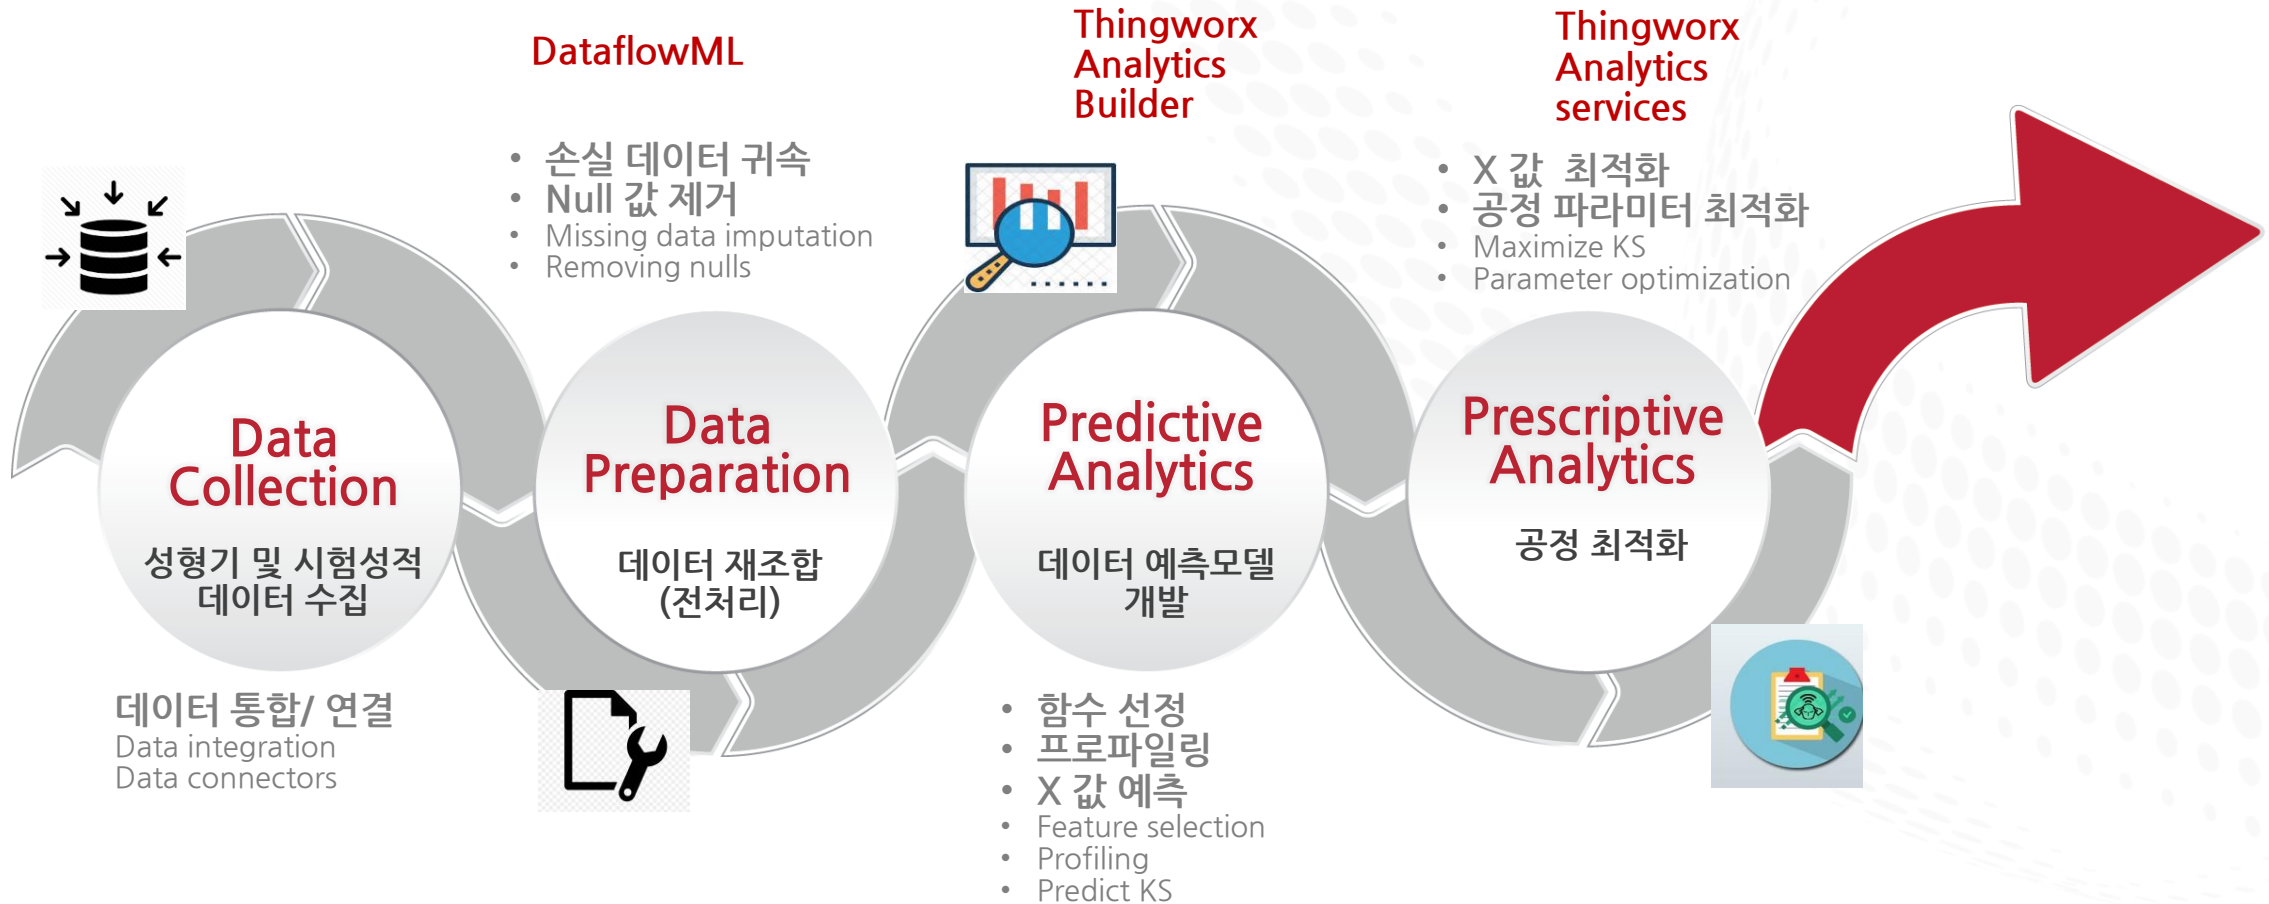 DataflowML
• 손실 데이터 귀속
• Null 값 제거
• Missing data imputation
• Removing nulls
Thingworx
Analytics
Builder
Thingworx
Analytics
services
• X 값 최적화
• 공정 파라미터 최적화
• Maximize KS
• Parameter optimization
Data
Collection
성형기 및 시험성적
데이터 수집
데이터 통합/ 연결
Data integration
Data connectors
Data
Preparation
데이터 재조합
(전처리)
Predictive
Analytics
데이터 예측모델
개발
• 함수 선정
• 프로파일링
• X 값 예측
• Feature selection
• Profiling
• Predict KS
Prescriptive
Analytics
공정 최적화